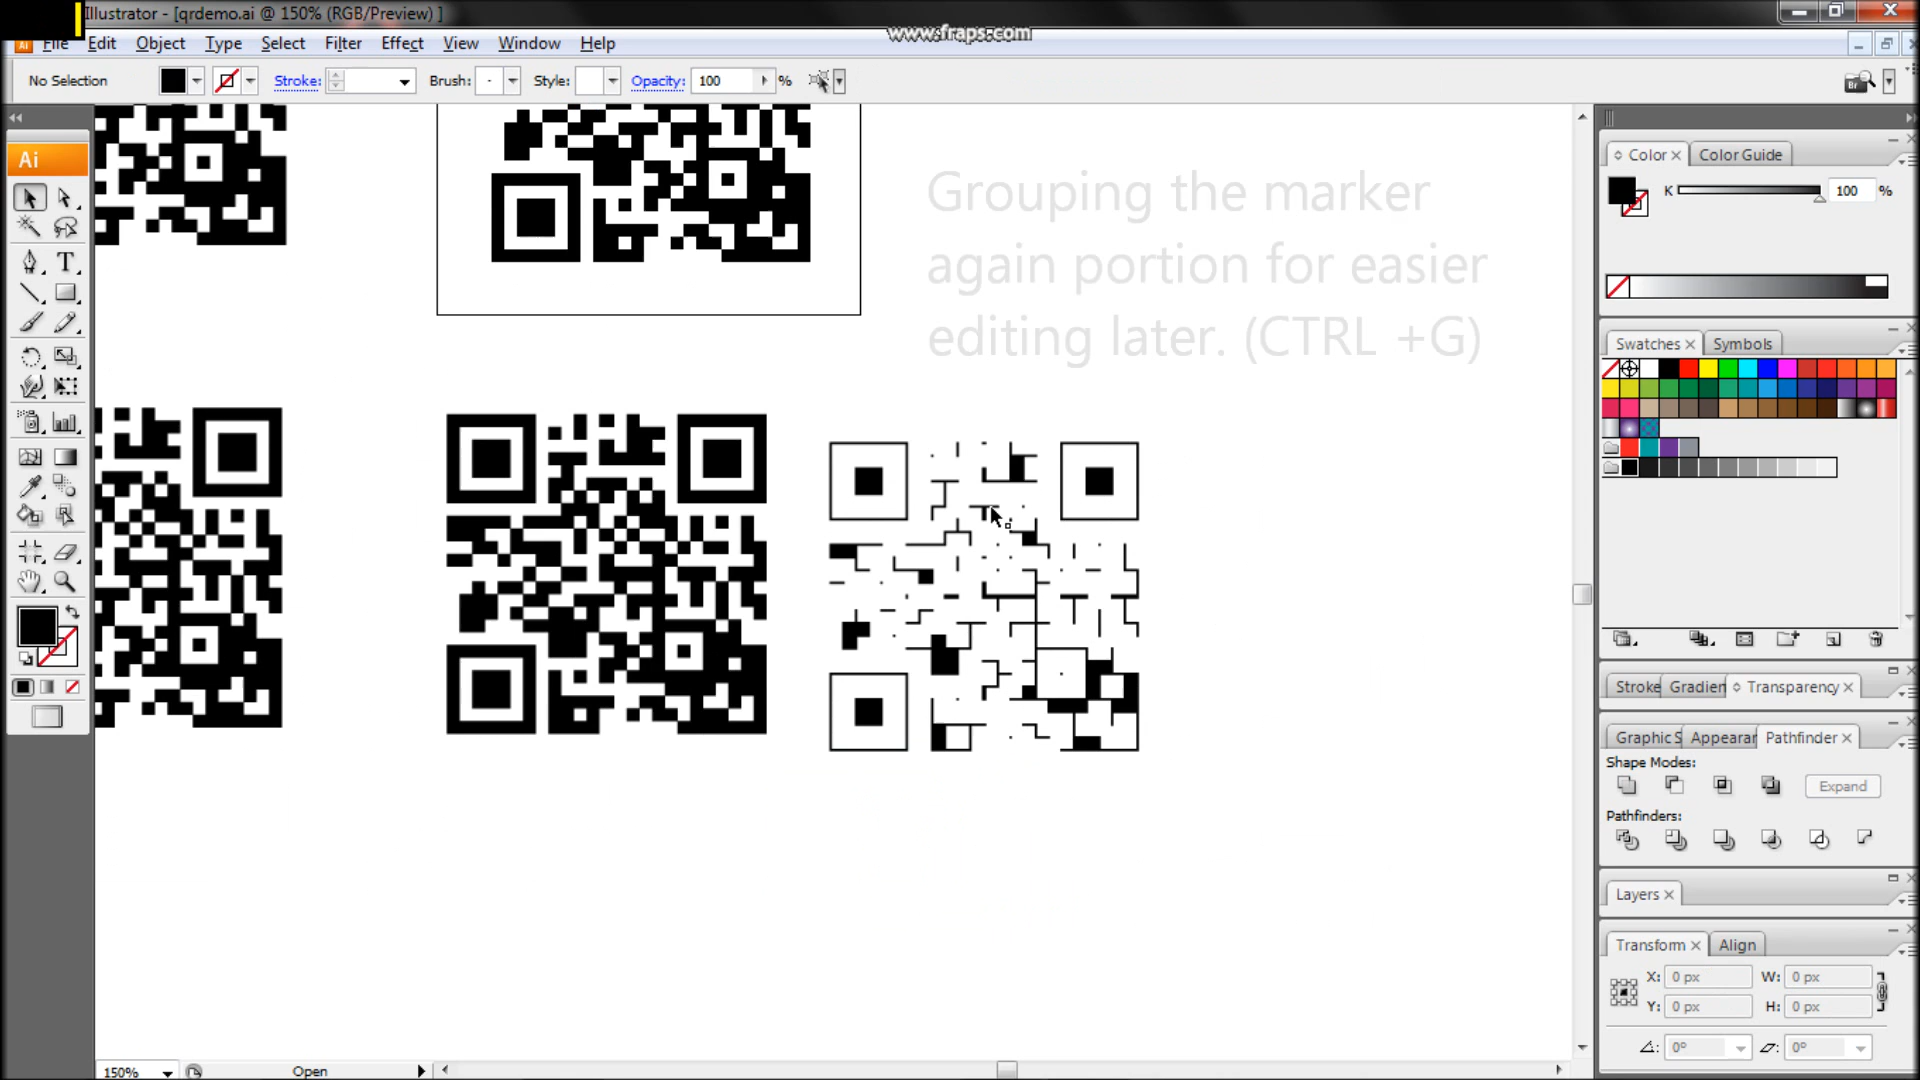 Illustrator - [qrdemo.ai @ 150% (RGB/Preview) ]
www.fraps.com
Ai File Edit Object Type Select Filter Effect View Window Help
No Selection Stroke: Brush: Style: Opacity: 100 % Br
Ai
T
Grouping the marker
again portion for easier
editing later. (CTRL +G)
Color Color Guide
K 100 %
Swatches Symbols
Stroke Gradien Transparency
Graphic S Appearar Pathfinder
Shape Modes:
Expand
Pathfinders:
Layers
Transform Align
X: 0 px W: 0 px
Y: 0 px H: 0 px
0° 0°
150% Open